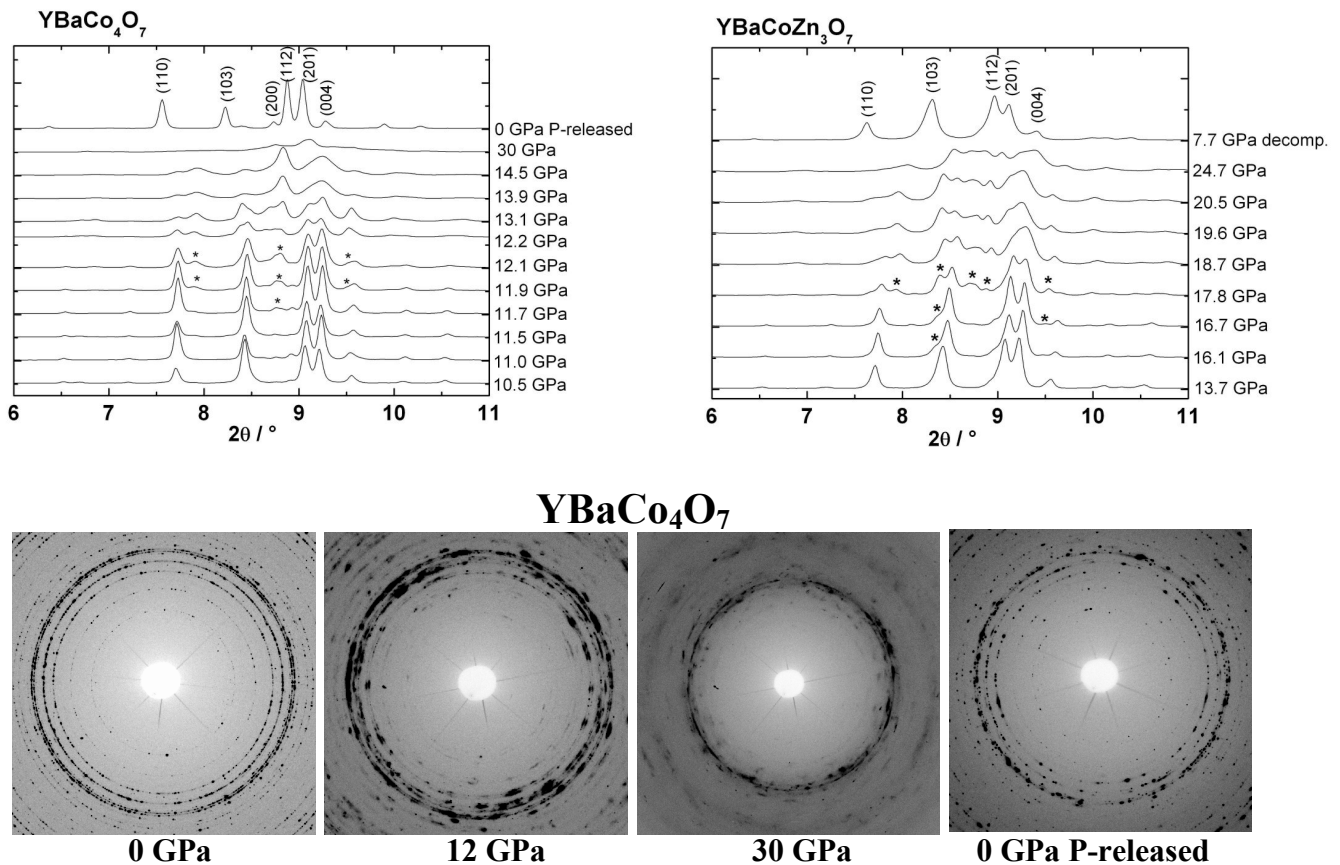 YBaCo₄O₇
(110)
(103)
(200)
(112)
(201)
(004)
0 GPa P-released
30 GPa
14.5 GPa
13.9 GPa
13.1 GPa
12.2 GPa
12.1 GPa
* * *
11.9 GPa
* * *
11.7 GPa
*
11.5 GPa
11.0 GPa
10.5 GPa
6 7 8 9 10 11
2θ / °
YBaCoZn₃O₇
(110)
(103)
(112)
(201)
(004)
7.7 GPa decomp.
24.7 GPa
20.5 GPa
19.6 GPa
18.7 GPa
* * * * *
17.8 GPa
* *
16.7 GPa
*
16.1 GPa
13.7 GPa
6 7 8 9 10 11
2θ / °
YBaCo₄O₇
0 GPa 12 GPa 30 GPa 0 GPa P-released